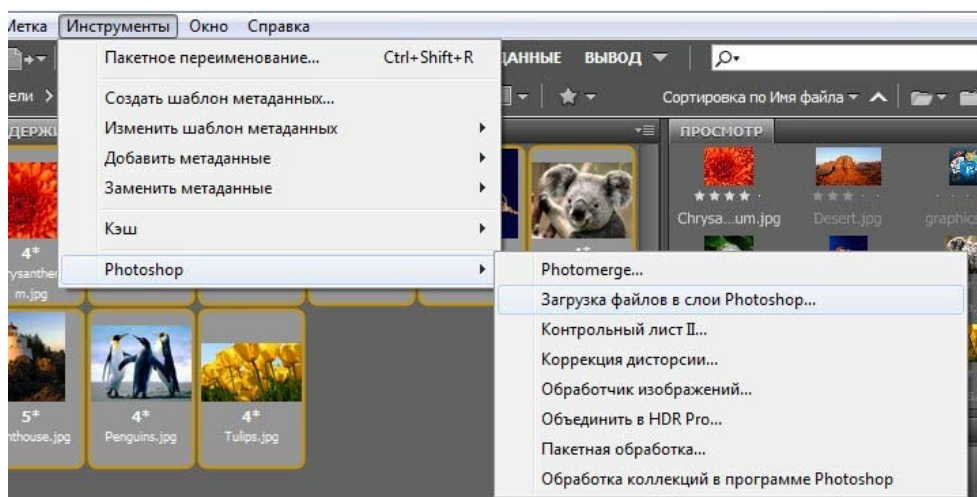 Метка Инструменты Окно Справка
Пакетное переименование... Ctrl+Shift+R
ВЫВОД
Создать шаблон метаданных...
Сортировка по Имя файла
Изменить шаблон метаданных
ПРОСМОТР
Добавить метаданные
Заменить метаданные
Chrysa...um.jpg Desert.jpg
Кэш
4*
m.jpg
Photoshop
Photomerge...
Загрузка файлов в слои Photoshop...
Контрольный лист II...
Коррекция дисторсии...
Обработчик изображений...
Объединить в HDR Pro...
Пакетная обработка...
Обработка коллекций в программе Photoshop
5* 4* 4*
Penguins.jpg Tulips.jpg